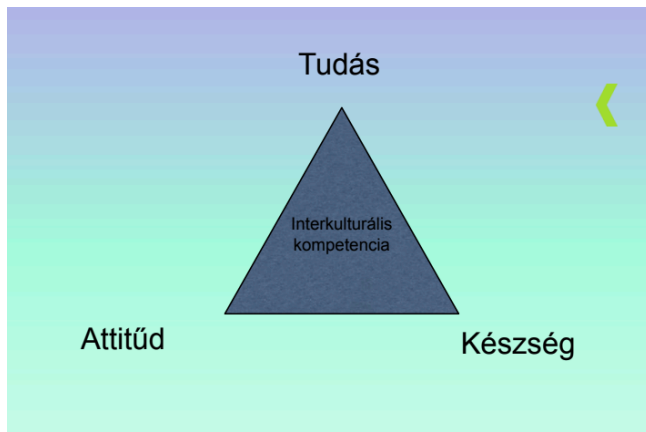 Tudás
Interkulturális
kompetencia
Attitűd
Készség